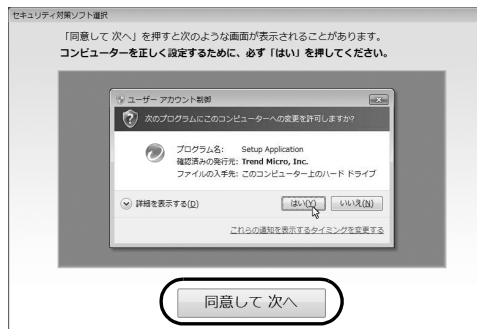 セキュリティ対策ソフト選択
「同意して 次へ」を押すと次のような画面が表示されることがあります。
コンピューターを正しく設定するために、必ず「はい」を押してください。
ユーザー アカウント制御
次のプログラムにこのコンピューターへの変更を許可しますか?
プログラム名: Setup Application
確認済みの発行元: Trend Micro, Inc.
ファイルの入手先: このコンピューター上のハード ドライブ
詳細を表示する(D) はい(Y) いいえ(N)
これらの通知を表示するタイミングを変更する
同意して 次へ